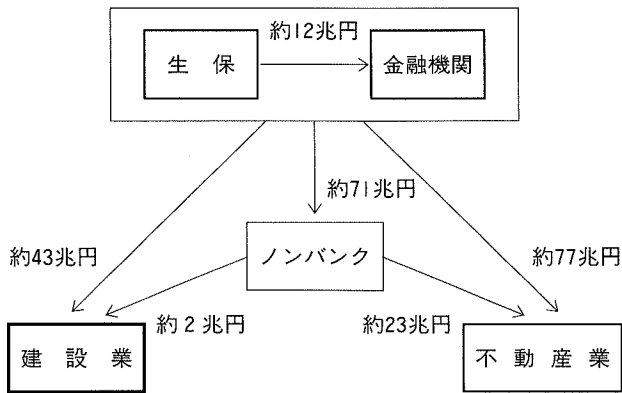 約12兆円
生 保
金融機関
約71兆円
ノンバンク
約43兆円
約77兆円
約2兆円
約23兆円
建 設 業
不 動 産 業